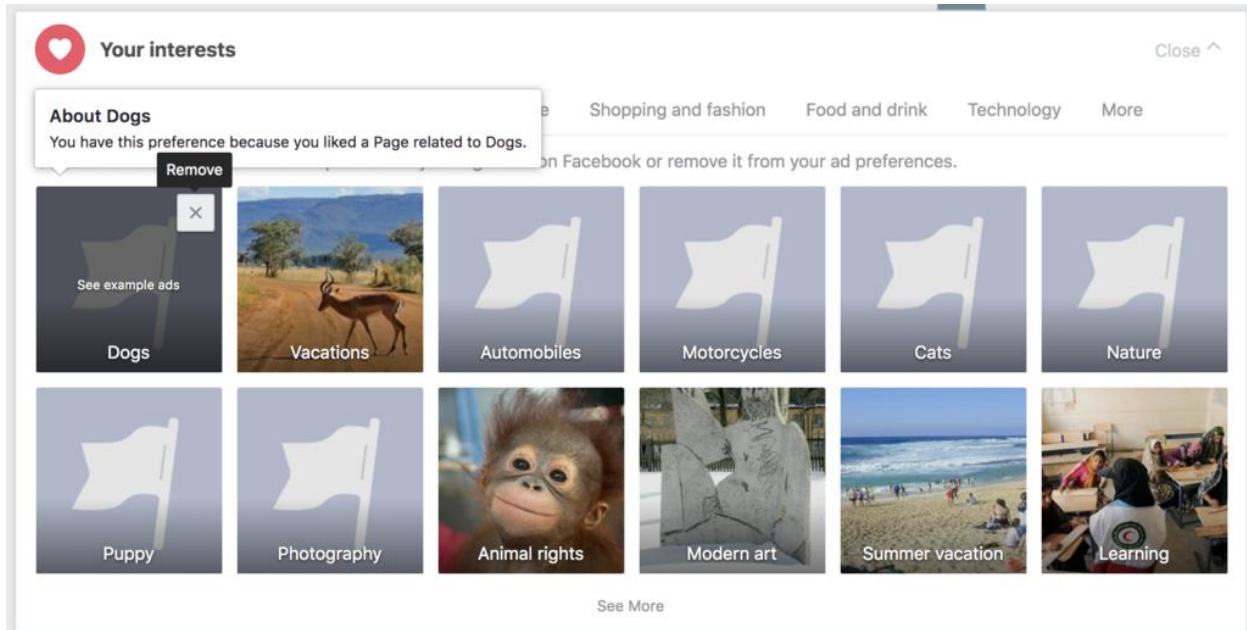 Your interests
Close
About Dogs
You have this preference because you liked a Page related to Dogs.
Shopping and fashion Food and drink Technology More
on Facebook or remove it from your ad preferences.
Remove
See example ads
Dogs Vacations Automobiles Motorcycles Cats Nature
Puppy Photography Animal rights Modern art Summer vacation Learning
See More